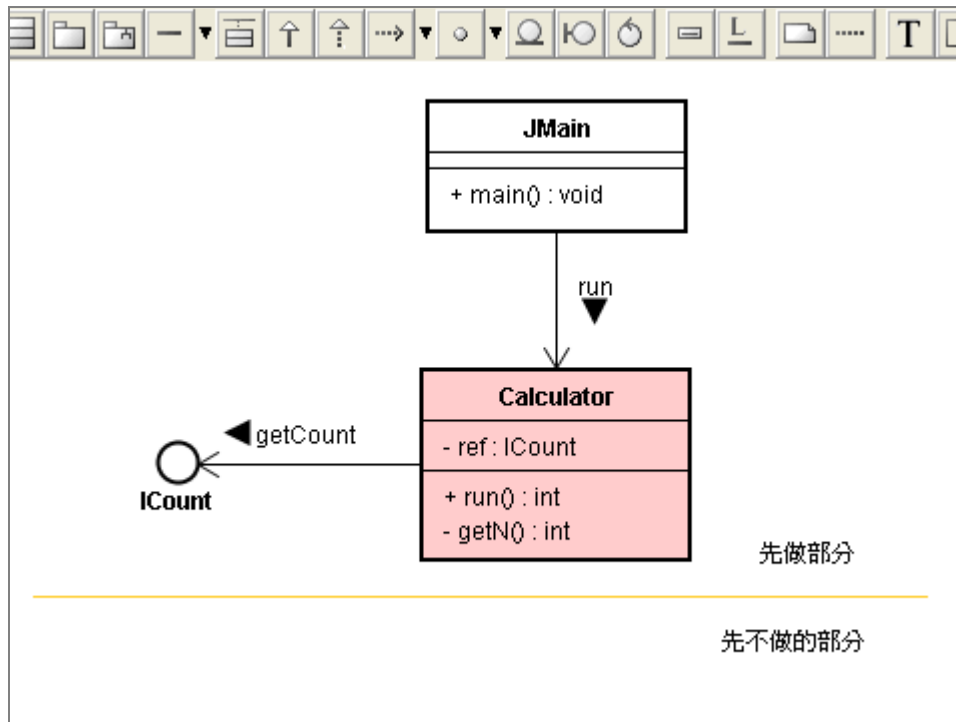 T
JMain
+ main() : void
run
Calculator
- ref : ICount
+ run() : int
- getN() : int
getCount
ICount
先做部分
先不做的部分